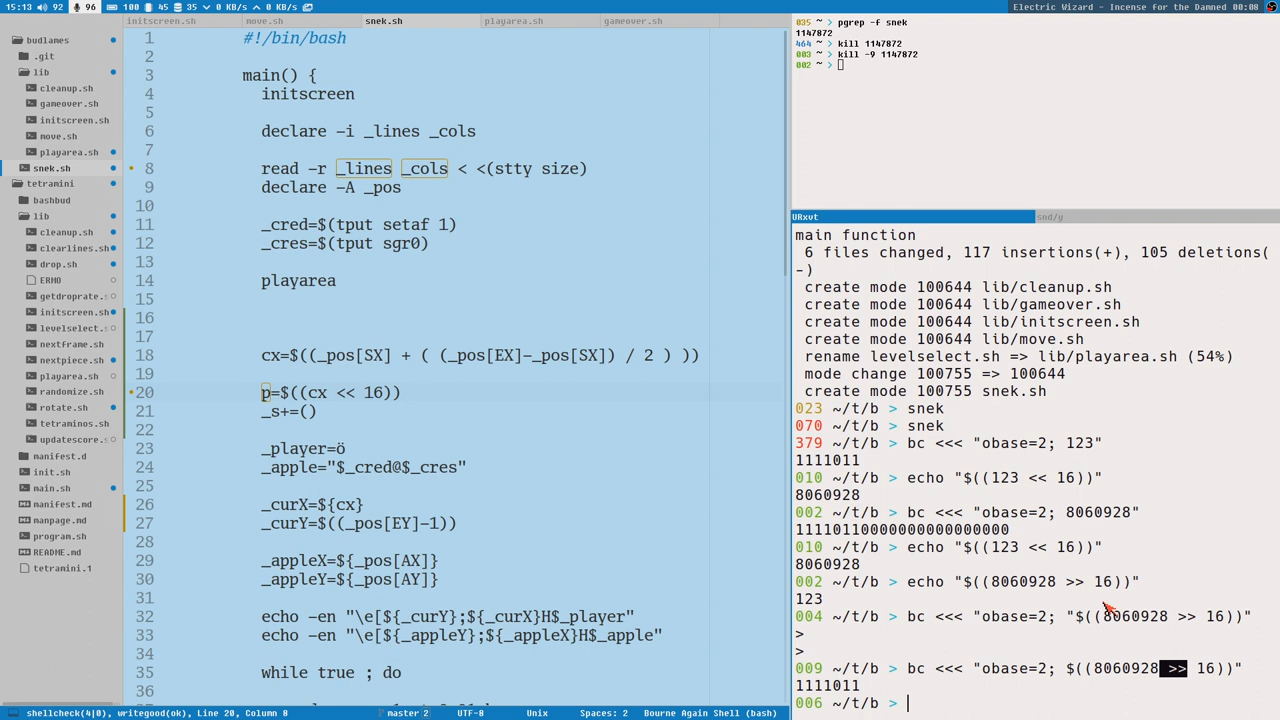 15:13 92 96 100 45 35 0 KB/s 0 KB/s
Electric Wizard - Incense for the Damned 00:08
initscreen.sh move.sh snek.sh playarea.sh gameover.sh
budlames
.git
lib
cleanup.sh
gameover.sh
initscreen.sh
move.sh
playarea.sh
snek.sh
tetramini
bashbud
lib
cleanup.sh
clearlines.sh
drop.sh
ERMO
getdroprate.s
initscreen.sh
levelselect.s
nextframe.sh
nextpiece.sh
playarea.sh
randomize.sh
rotate.sh
tetraminos.sh
updatescore.s
manifest.d
init.sh
main.sh
manifest.md
manpage.md
program.sh
README.md
tetramini.1
1 #!/bin/bash
2
3 main() {
4 initscreen
5
6 declare -i _lines _cols
7
8 read -r _lines _cols < <(stty size)
9 declare -A _pos
10
11 _cred=$(tput setaf 1)
12 _cres=$(tput sgr0)
13
14 playarea
15
16
17
18 cx=$((_pos[SX] + ( (_pos[EX]-_pos[SX]) / 2 ) ))
19
20 p=$((cx << 16))
21 _s+=()
22
23 _player=ö
24 _apple="$_cred@$_cres"
25
26 _curX=${cx}
27 _curY=$((_pos[EY]-1))
28
29 _appleX=${_pos[AX]}
30 _appleY=${_pos[AY]}
31
32 echo -en "\e[${_curY};${_curX}H$_player"
33 echo -en "\e[${_appleY};${_appleX}H$_apple"
34
35 while true ; do
36
shellcheck(4|0), writegood(ok), Line 20, Column 8 master 2 UTF-8 Unix Spaces: 2 Bourne Again Shell (bash)
035 ~ > pgrep -f snek
1147872
464 ~ > kill 1147872
003 ~ > kill -9 1147872
002 ~ >
URxvt snd/y
main function
6 files changed, 117 insertions(+), 105 deletions(
-)
create mode 100644 lib/cleanup.sh
create mode 100644 lib/gameover.sh
create mode 100644 lib/initscreen.sh
create mode 100644 lib/move.sh
rename levelselect.sh => lib/playarea.sh (54%)
mode change 100755 => 100644
create mode 100755 snek.sh
023 ~/t/b > snek
070 ~/t/b > snek
379 ~/t/b > bc <<< "obase=2; 123"
1111011
010 ~/t/b > echo "$((123 << 16))"
8060928
002 ~/t/b > bc <<< "obase=2; 8060928"
11110110000000000000000
010 ~/t/b > echo "$((123 << 16))"
8060928
002 ~/t/b > echo "$((8060928 >> 16))"
123
004 ~/t/b > bc <<< "obase=2; "$((8060928 >> 16))"
>
>
009 ~/t/b > bc <<< "obase=2; $((8060928 >> 16))"
1111011
006 ~/t/b >